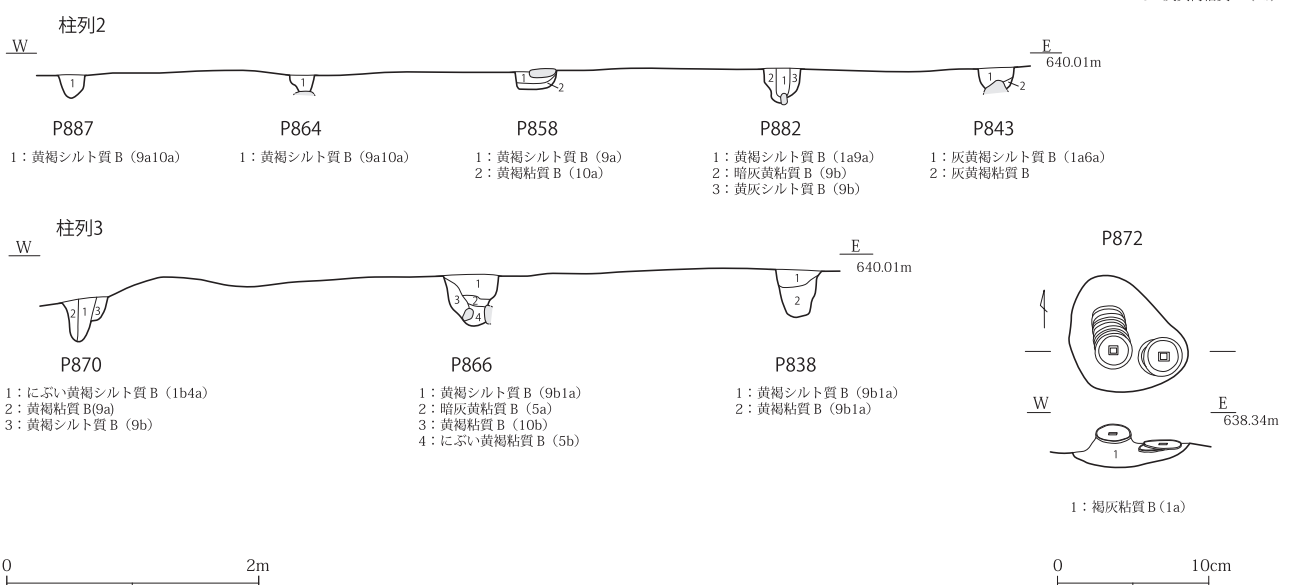 柱列2
W
E
640.01m
1
1
1
2
2
1
3
1
2
P887
P864
P858
P882
P843
1：黄褐シルト質B（9a10a）
1：黄褐シルト質B（9a10a）
1：黄褐シルト質B（9a）
2：黄褐粘質B（10a）
1：黄褐シルト質B（1a9a）
2：暗灰黄粘質B（9b）
3：黄灰シルト質B（9b）
1：灰黄褐シルト質B（1a6a）
2：灰黄褐粘質B
柱列3
W
E
640.01m
2
1
3
1
2
3
4
1
2
P870
P866
P838
1：にぶい黄褐シルト質B（1b4a）
2：黄褐粘質B(9a)
3：黄褐シルト質B（9b）
1：黄褐シルト質B（9b1a）
2：暗灰黄粘質B（5a）
3：黄褐粘質B（10b）
4：にぶい黄褐粘質B（5b）
1：黄褐シルト質B（9b1a）
2：黄褐粘質B（9b1a）
P872
W
E
638.34m
1
1：褐灰粘質B（1a）
0
2m
0
10cm